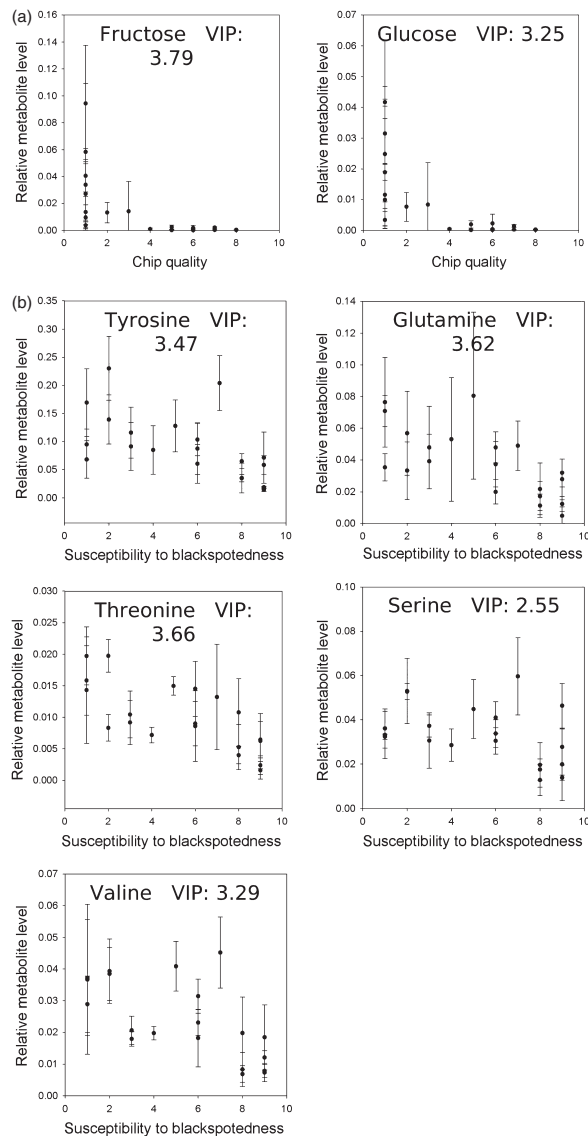 (a)
Fructose VIP:
3.79
Relative metabolite level
0.16
0.14
0.12
0.10
0.08
0.06
0.04
0.02
0.00
0 2 4 6 8 10
Chip quality
Glucose VIP: 3.25
Relative metabolite level
0.07
0.06
0.05
0.04
0.03
0.02
0.01
0.00
0 2 4 6 8 10
Chip quality
(b)
Tyrosine VIP:
3.47
Relative metabolite level
0.35
0.30
0.25
0.20
0.15
0.10
0.05
0.00
0 2 4 6 8 10
Susceptibility to blackspotedness
Glutamine VIP:
3.62
Relative metabolite level
0.14
0.12
0.10
0.08
0.06
0.04
0.02
0.00
0 2 4 6 8 10
Susceptibility to blackspotedness
Threonine VIP:
3.66
Relative metabolite level
0.030
0.025
0.020
0.015
0.010
0.005
0.000
0 2 4 6 8 10
Susceptibility to blackspotedness
Serine VIP: 2.55
Relative metabolite level
0.10
0.08
0.06
0.04
0.02
0.00
0 2 4 6 8 10
Susceptibility to blackspotedness
Valine VIP: 3.29
Relative metabolite level
0.07
0.06
0.05
0.04
0.03
0.02
0.01
0.00
0 2 4 6 8 10
Susceptibility to blackspotedness